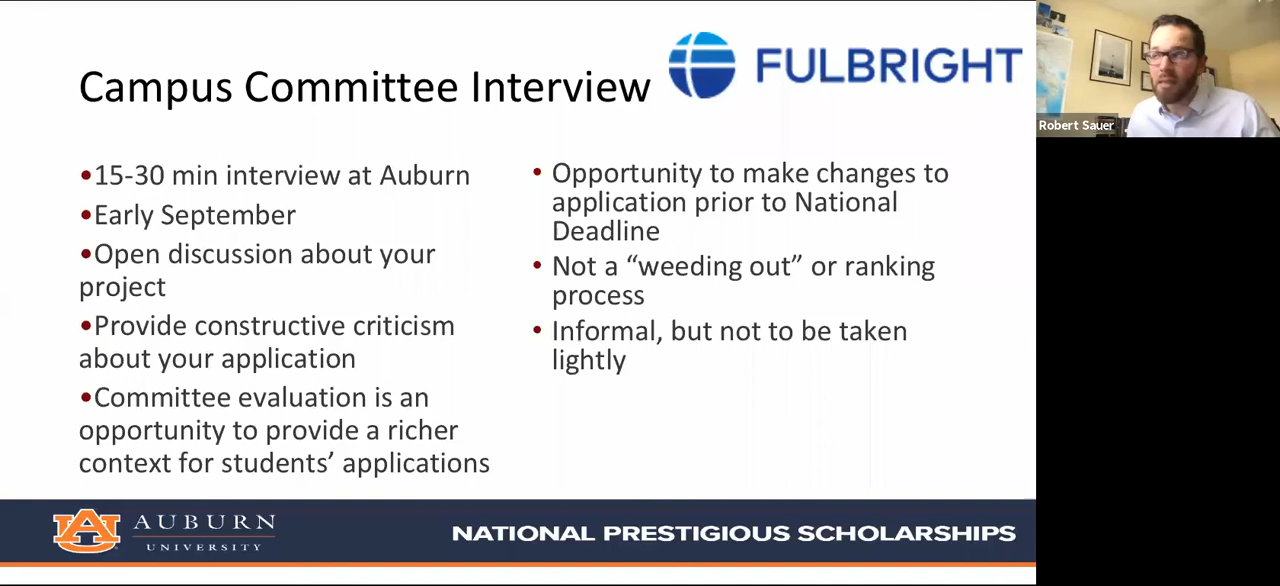 Campus Committee Interview
FULBRIGHT
•15-30 min interview at Auburn
•Early September
•Open discussion about your
project
•Provide constructive criticism
about your application
•Committee evaluation is an
opportunity to provide a richer
context for students’ applications
• Opportunity to make changes to
application prior to National
Deadline
• Not a “weeding out” or ranking
process
• Informal, but not to be taken
lightly
Robert Sauer
AU
AUBURN
UNIVERSITY
NATIONAL PRESTIGIOUS SCHOLARSHIPS